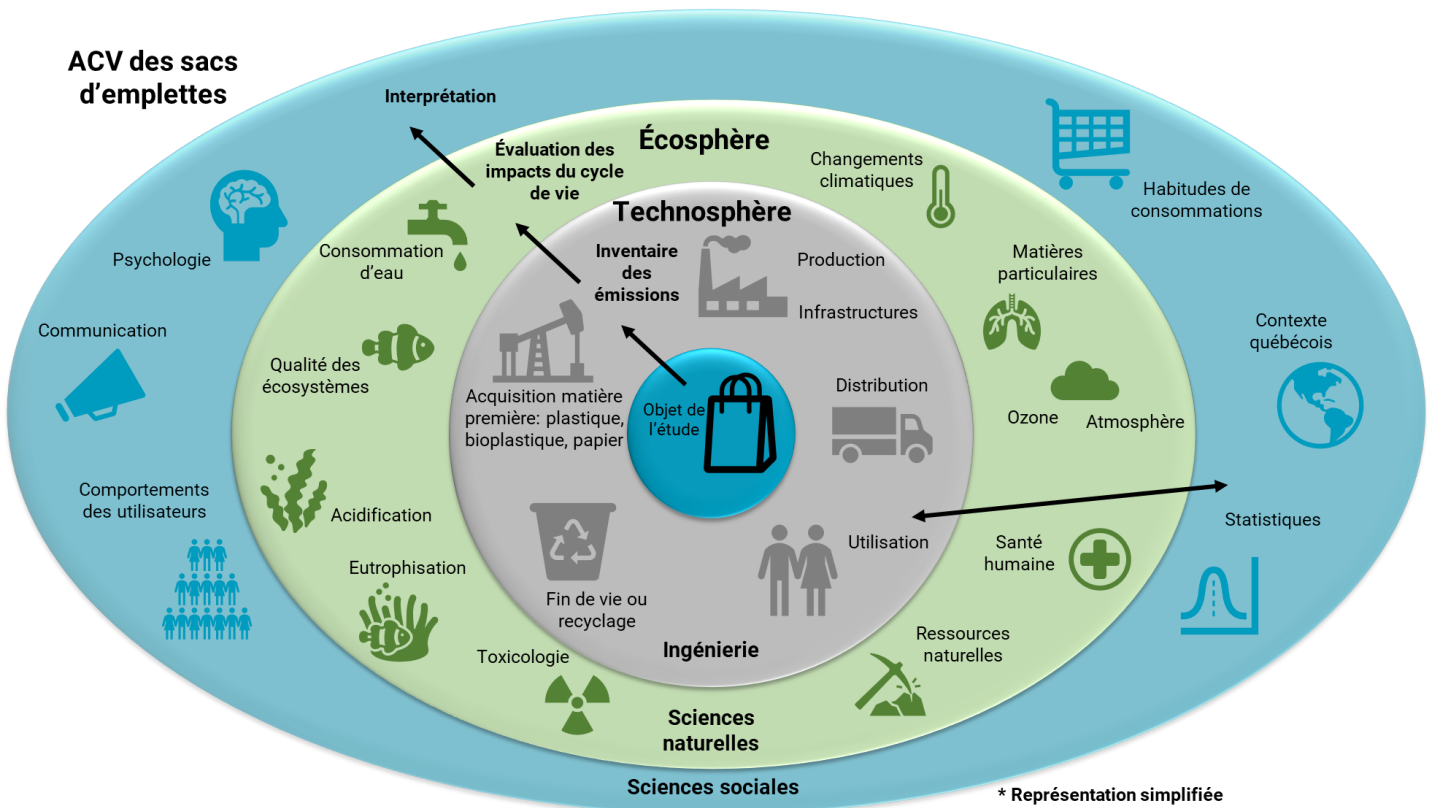 ACV des sacs
d'emplettes
Interprétation
Évaluation des
impacts du cycle
de vie
Écosphère
Changements
climatiques
Habitudes de
consommations
Technosphère
Psychologie
Consommation
d'eau
Inventaire
des
émissions
Production
Matières
particulaires
Infrastructures
Communication
Contexte
québécois
Qualité des
écosystèmes
Acquisition matière
première: plastique,
bioplastique, papier
Objet de
l'étude
Distribution
Ozone
Atmosphère
Comportements
des utilisateurs
Acidification
Statistiques
Utilisation
Santé
humaine
Eutrophisation
Fin de vie ou
recyclage
Ressources
naturelles
Toxicologie
Ingénierie
Sciences
naturelles
Sciences sociales
* Représentation simplifiée